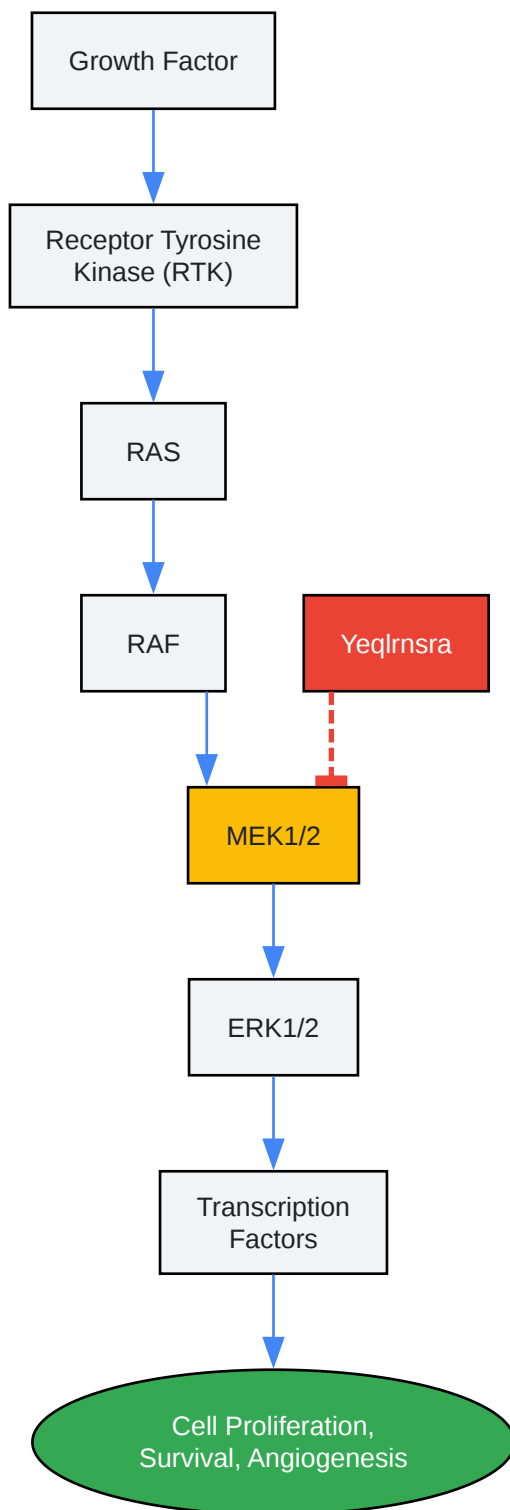 Growth Factor
Receptor Tyrosine
Kinase (RTK)
RAS
RAF
Yeqlrnsra
MEK1/2
ERK1/2
Transcription
Factors
Cell Proliferation,
Survival, Angiogenesis